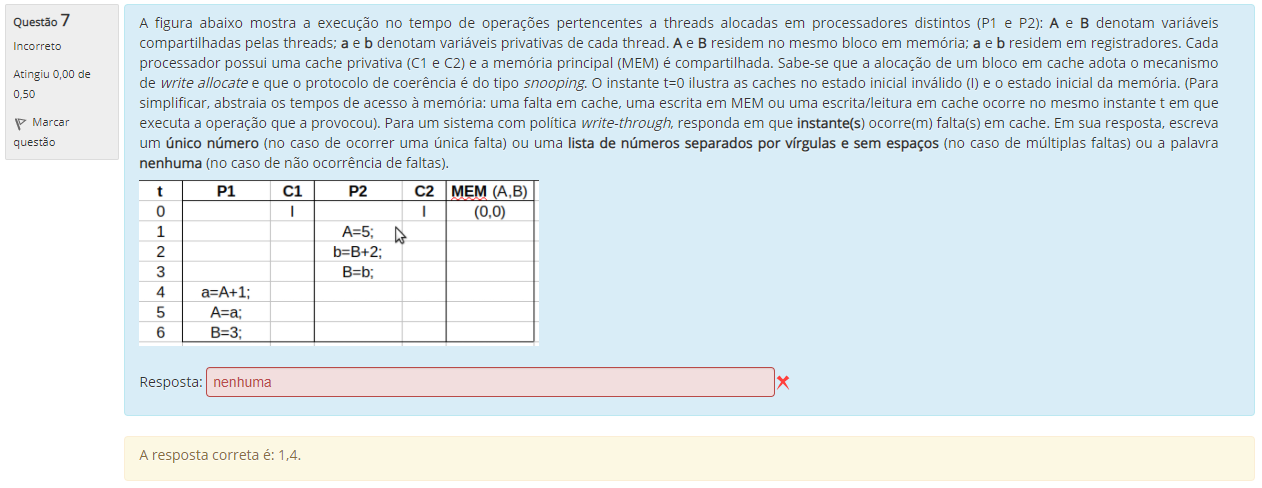 Questão 7
Incorreto
Atingiu 0,00 de
0,50
Marcar
questão
A figura abaixo mostra a execução no tempo de operações pertencentes a threads alocadas em processadores distintos (P1 e P2): A e B denotam variáveis
compartilhadas pelas threads; a e b denotam variáveis privativas de cada thread. A e B residem no mesmo bloco em memória; a e b residem em registradores. Cada
processador possui uma cache privativa (C1 e C2) e a memória principal (MEM) é compartilhada. Sabe-se que a alocação de um bloco em cache adota o mecanismo
de write allocate e que o protocolo de coerência é do tipo snooping. O instante t=0 ilustra as caches no estado inicial inválido (I) e o estado inicial da memória. (Para
simplificar, abstraia os tempos de acesso à memória: uma falta em cache, uma escrita em MEM ou uma escrita/leitura em cache ocorre no mesmo instante t em que
executa a operação que a provocou). Para um sistema com política write-through, responda em que instante(s) ocorre(m) falta(s) em cache. Em sua resposta, escreva
um único número (no caso de ocorrer uma única falta) ou uma lista de números separados por vírgulas e sem espaços (no caso de múltiplas faltas) ou a palavra
nenhuma (no caso de não ocorrência de faltas).
t P1 C1 P2 C2 MEM (A,B)
0 I I (0,0)
1 A=5;
2 b=B+2;
3 B=b;
4 a=A+1;
5 A=a;
6 B=3;
Resposta: nenhuma
A resposta correta é: 1,4.